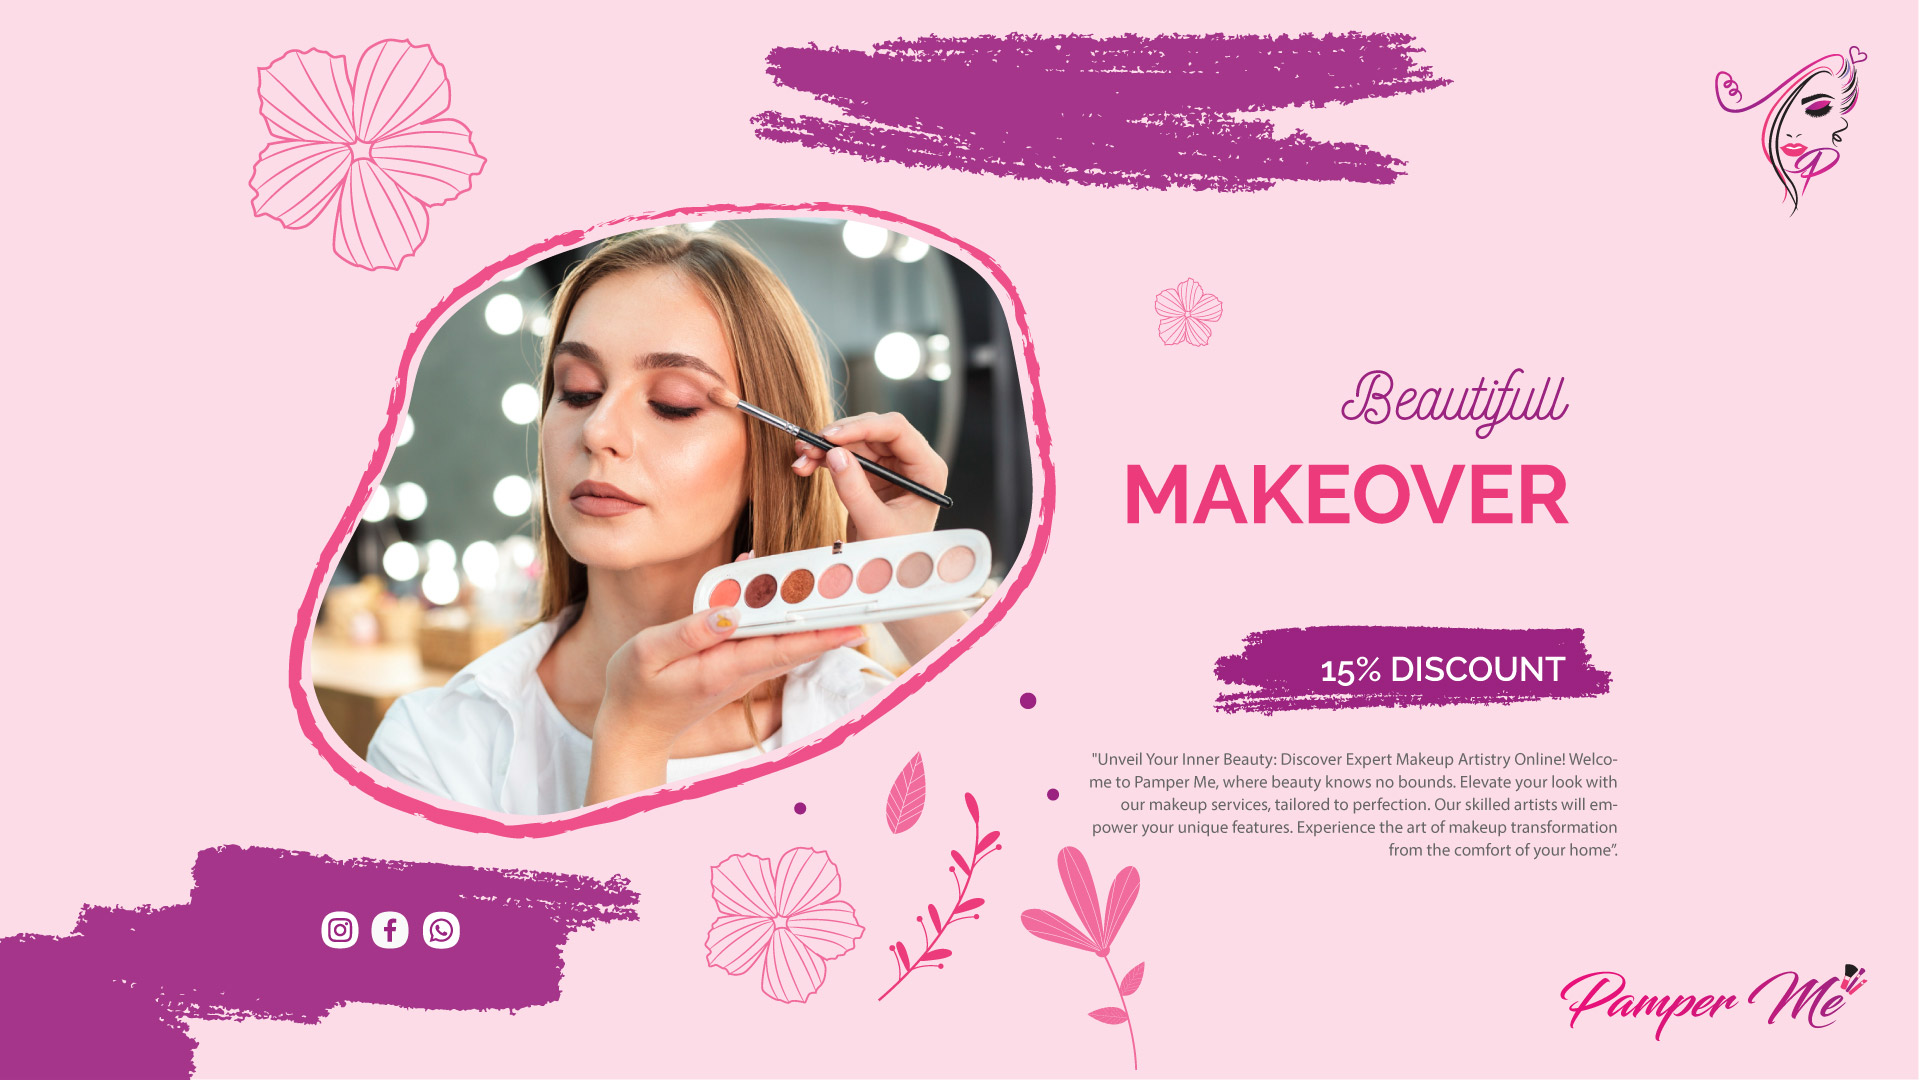 P
Beautifull
MAKEOVER
15% DISCOUNT
"Unveil Your Inner Beauty: Discover Expert Makeup Artistry Online! Welco-
me to Pamper Me, where beauty knows no bounds. Elevate your look with
our makeup services, tailored to perfection. Our skilled artists will em-
power your unique features. Experience the art of makeup transformation
from the comfort of your home”.
Pamper Me